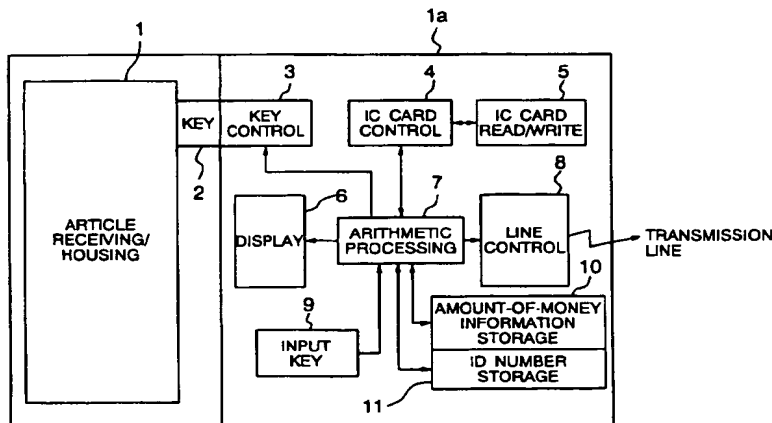 1
1a
3
4
5
KEY
KEY
CONTROL
IC CARD
CONTROL
IC CARD
READ/WRITE
2
6
7
8
ARTICLE
RECEIVING/
HOUSING
DISPLAY
ARITHMETIC
PROCESSING
LINE
CONTROL
TRANSMISSION
LINE
9
10
INPUT
KEY
AMOUNT-OF-MONEY
INFORMATION
STORAGE
ID NUMBER
STORAGE
11